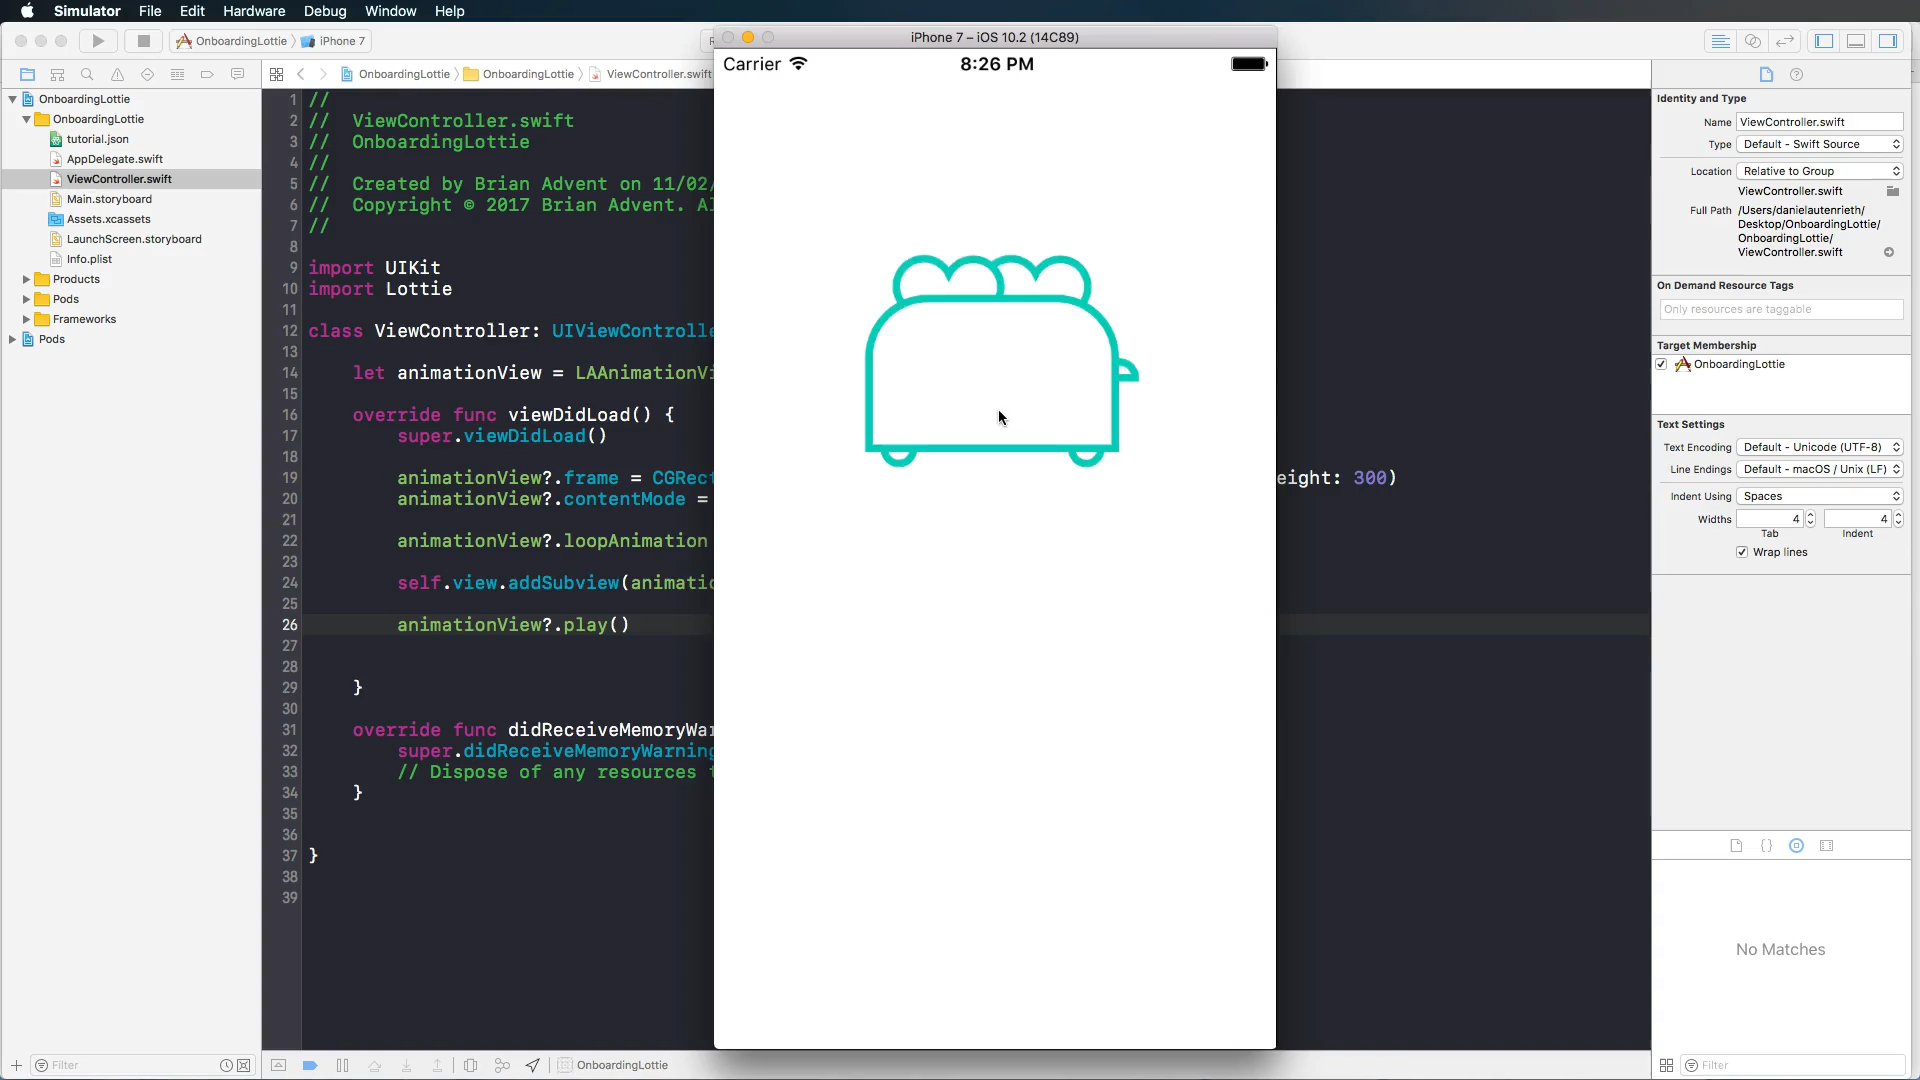 Simulator File Edit Hardware Debug Window Help
OnboardingLottie iPhone 7
iPhone 7 – iOS 10.2 (14C89)
OnboardingLottie OnboardingLottie ViewController.swift
Carrier 8:26 PM
OnboardingLottie
OnboardingLottie
tutorial.json
AppDelegate.swift
ViewController.swift
Main.storyboard
Assets.xcassets
LaunchScreen.storyboard
Info.plist
Products
Pods
Frameworks
Pods
Filter
1 //
2 // ViewController.swift
3 // OnboardingLottie
4 //
5 // Created by Brian Advent on 11/02/
6 // Copyright © 2017 Brian Advent. Al
7 //
8
9 import UIKit
10 import Lottie
11
12 class ViewController: UIViewControlle
13
14 let animationView = LAAnimationVi
15
16 override func viewDidLoad() {
17 super.viewDidLoad()
18
19 animationView?.frame = CGRect eight: 300)
20 animationView?.contentMode =
21
22 animationView?.loopAnimation
23
24 self.view.addSubview(animatio
25
26 animationView?.play()
27
28
29 }
30
31 override func didReceiveMemoryWar
32 super.didReceiveMemoryWarning
33 // Dispose of any resources t
34 }
35
36
37 }
38
39
OnboardingLottie
Identity and Type
Name ViewController.swift
Type Default - Swift Source
Location Relative to Group
ViewController.swift
Full Path /Users/danielautenrieth/
Desktop/OnboardingLottie/
OnboardingLottie/
ViewController.swift
On Demand Resource Tags
Only resources are taggable
Target Membership
OnboardingLottie
Text Settings
Text Encoding Default - Unicode (UTF-8)
Line Endings Default - macOS / Unix (LF)
Indent Using Spaces
Widths 4 4
Tab Indent
Wrap lines
{}
No Matches
Filter